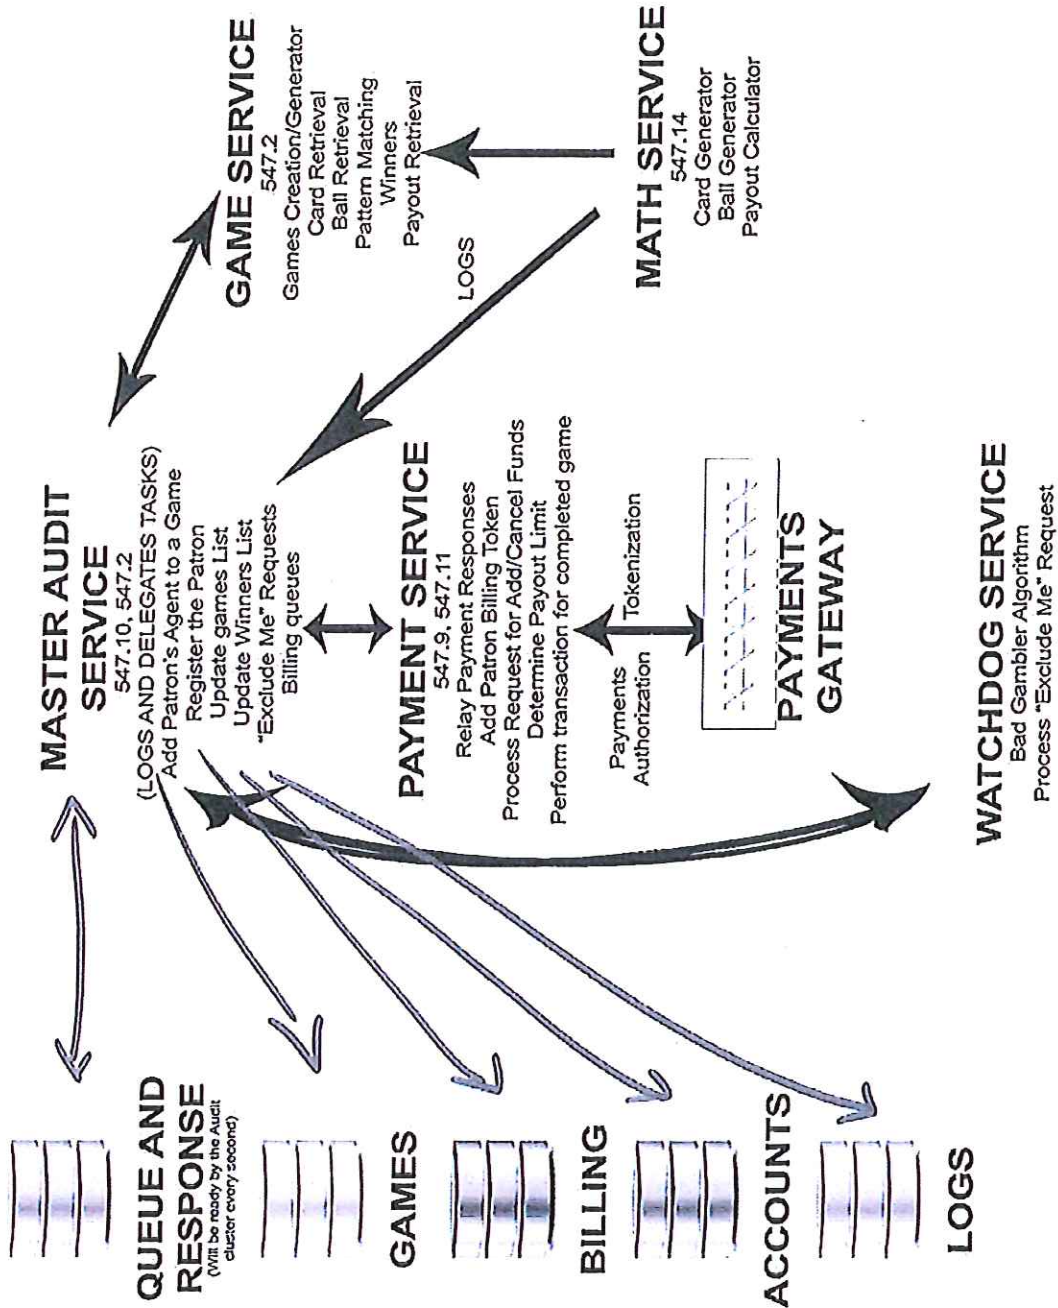 MASTER AUDIT
SERVICE
547.10, 547.2
(LOGS AND DELEGATES TASKS)
Add Patron's Agent to a Game
Register the Patron
Update games List
Update Winners List
"Exclude Me" Requests
Billing queues
GAME SERVICE
547.2
Games Creation/Generator
Card Retrieval
Ball Retrieval
Pattern Matching
Winners
Payout Retrieval
LOGS
MATH SERVICE
547.14
Card Generator
Ball Generator
Payout Calculator
PAYMENT SERVICE
547.9, 547.11
Relay Payment Responses
Add Patron Billing Token
Process Request for Add/Cancel Funds
Determine Payout Limit
Perform transaction for completed game
Payments
Authorization
Tokenization
PAYMENTS
GATEWAY
WATCHDOG SERVICE
Bad Gambler Algorithm
Process "Exclude Me" Request
QUEUE AND
RESPONSE
(Will be ready by the Audit
cluster every second)
GAMES
BILLING
ACCOUNTS
LOGS